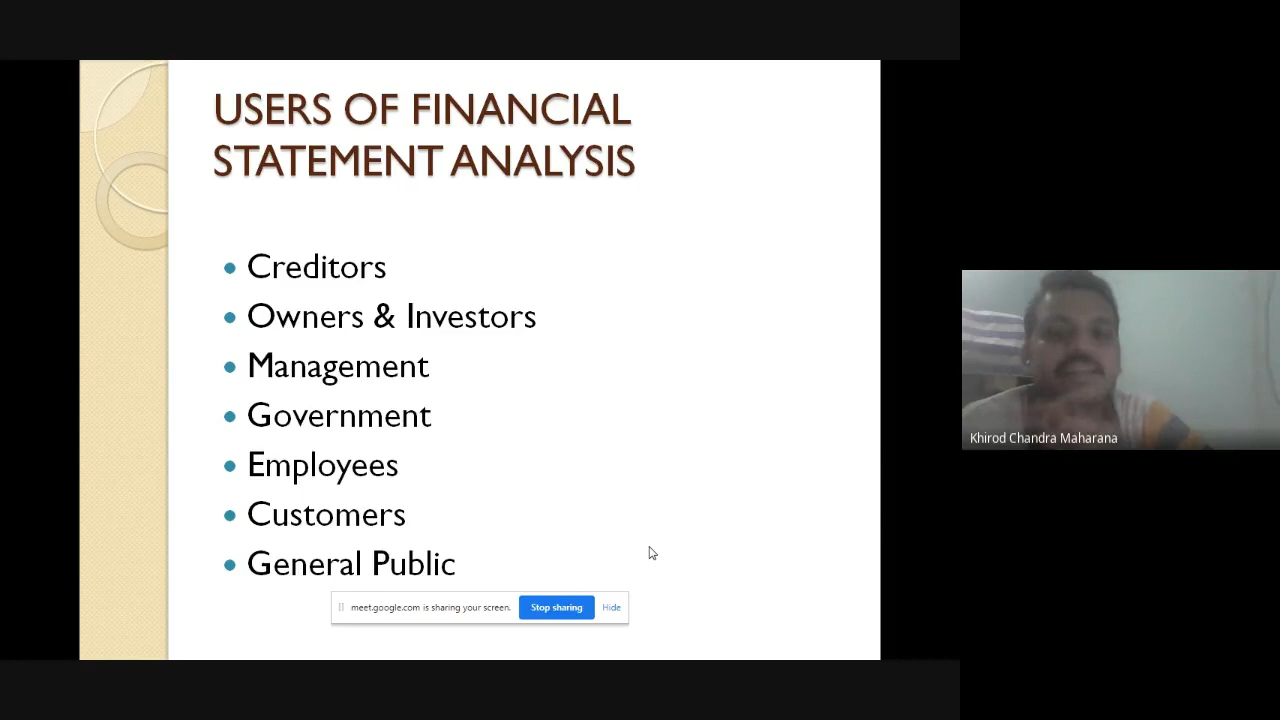 USERS OF FINANCIAL
STATEMENT ANALYSIS
• Creditors
• Owners & Investors
• Management
• Government
• Employees
• Customers
• General Public
meet.google.com is sharing your screen. Stop sharing Hide
Khirod Chandra Maharana